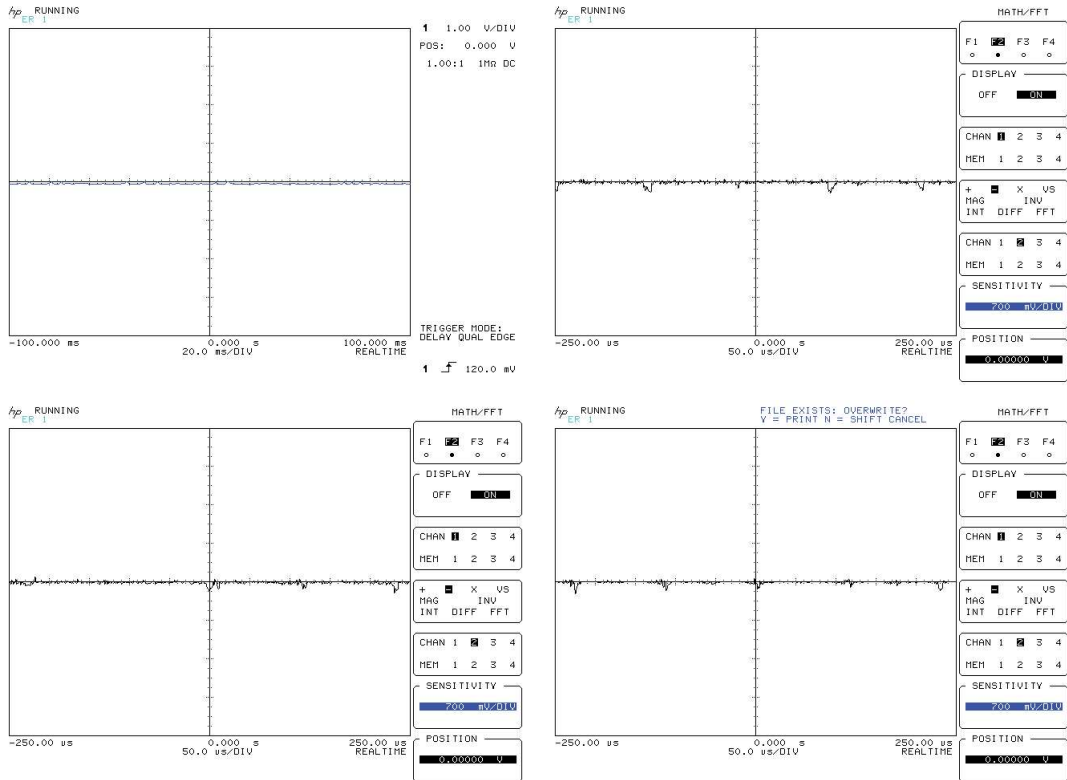 hp RUNNING
ER 1
1 1.00 V/DIV
POS: 0.000 V
1.00:1 1MΩ DC
-100.000 ms 0.000 s 100.000 ms
20.0 ms/DIV REALTIME
TRIGGER MODE:
DELAY QUAL EDGE
1 120.0 mV
hp RUNNING
ER 1
MATH/FFT
F1 F2 F3 F4
DISPLAY
OFF ON
CHAN 1 2 3 4
MEM 1 2 3 4
+ - X VS
MAG INV
INT DIFF FFT
CHAN 1 2 3 4
MEM 1 2 3 4
SENSITIVITY
700 mV/DIV
POSITION
0.00000 V
-250.00 us 0.000 s 250.00 us
50.0 us/DIV REALTIME
hp RUNNING
ER 1
MATH/FFT
F1 F2 F3 F4
DISPLAY
OFF ON
CHAN 1 2 3 4
MEM 1 2 3 4
+ - X VS
MAG INV
INT DIFF FFT
CHAN 1 2 3 4
MEM 1 2 3 4
SENSITIVITY
700 mV/DIV
POSITION
0.00000 V
-250.00 us 0.000 s 250.00 us
50.0 us/DIV REALTIME
hp RUNNING
ER 1
FILE EXISTS: OVERWRITE?
Y = PRINT N = SHIFT CANCEL
MATH/FFT
F1 F2 F3 F4
DISPLAY
OFF ON
CHAN 1 2 3 4
MEM 1 2 3 4
+ - X VS
MAG INV
INT DIFF FFT
CHAN 1 2 3 4
MEM 1 2 3 4
SENSITIVITY
700 mV/DIV
POSITION
0.00000 V
-250.00 us 0.000 s 250.00 us
50.0 us/DIV REALTIME